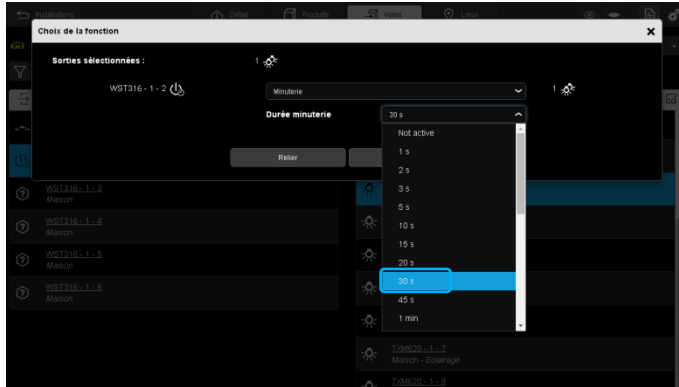 Installations Détail Produits Voies Lieux
Choix de la fonction
Sorties sélectionnées : 1
WST316 - 1 - 2 Minuterie 1
Durée minuterie 30 s
Not active
1 s
Relier
2 s
3 s
WST316 - 1 - 3
Maison
5 s
10 s
WST316 - 1 - 4
Maison
15 s
20 s
WST316 - 1 - 5
Maison
30 s
WST316 - 1 - 6
Maison
45 s
1 min
TXM620 - 1 - 7
Maison - Eclairage
TXM620 - 1 - 8